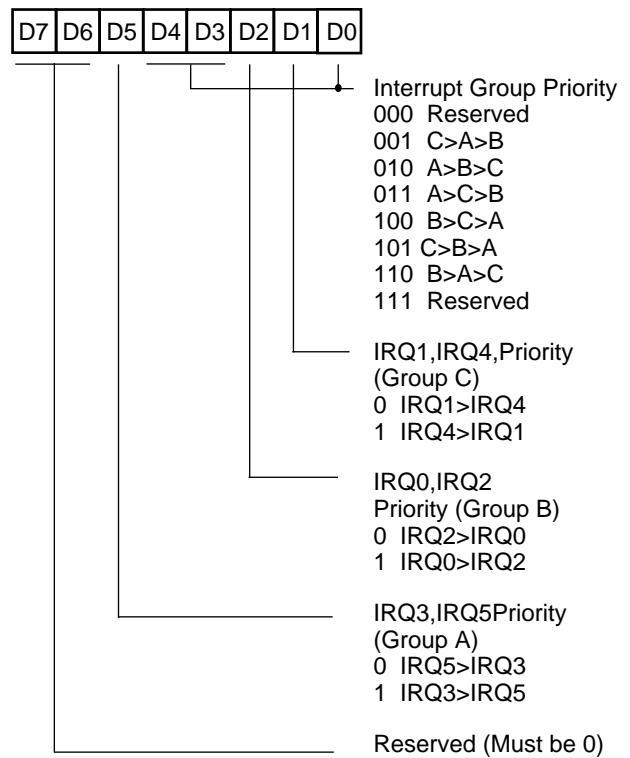 D7 D6 D5 D4 D3 D2 D1 D0
Interrupt Group Priority
000 Reserved
001 C>A>B
010 A>B>C
011 A>C>B
100 B>C>A
101 C>B>A
110 B>A>C
111 Reserved
IRQ1,IRQ4,Priority
(Group C)
0 IRQ1>IRQ4
1 IRQ4>IRQ1
IRQ0,IRQ2
Priority (Group B)
0 IRQ2>IRQ0
1 IRQ0>IRQ2
IRQ3,IRQ5Priority
(Group A)
0 IRQ5>IRQ3
1 IRQ3>IRQ5
Reserved (Must be 0)